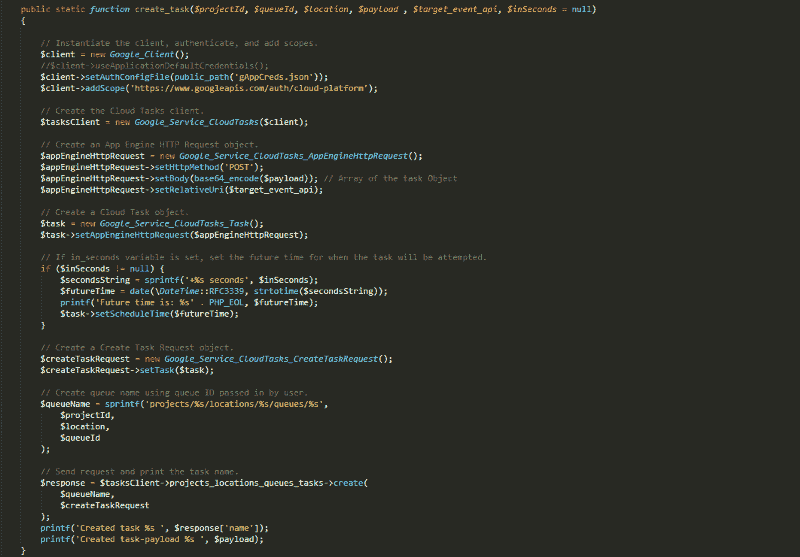 public static function create_task($projectId, $queueId, $location, $payload , $target_event_api, $inSeconds = null)
{
// Instantiate the client, authenticate, and add scopes.
$client = new Google_Client();
//$client->useApplicationDefaultCredentials();
$client->setAuthConfigFile(public_path('gAppCreds.json'));
$client->addScope('https://www.googleapis.com/auth/cloud-platform');
// Create the Cloud Tasks client.
$tasksClient = new Google_Service_CloudTasks($client);
// Create an App Engine HTTP Request object.
$appEngineHttpRequest = new Google_Service_CloudTasks_AppEngineHttpRequest();
$appEngineHttpRequest->setHttpMethod('POST');
$appEngineHttpRequest->setBody(base64_encode($payload)); // Array of the task Object
$appEngineHttpRequest->setRelativeUri($target_event_api);
// Create a Cloud Task object.
$task = new Google_Service_CloudTasks_Task();
$task->setAppEngineHttpRequest($appEngineHttpRequest);
// If in_seconds variable is set, set the future time for when the task will be attempted.
if ($inSeconds != null) {
$secondsString = sprintf('+%s seconds', $inSeconds);
$futureTime = date(\DateTime::RFC3339, strtotime($secondsString));
printf('Future time is: %s' . PHP_EOL, $futureTime);
$task->setScheduleTime($futureTime);
}
// Create a Create Task Request object.
$createTaskRequest = new Google_Service_CloudTasks_CreateTaskRequest();
$createTaskRequest->setTask($task);
// Create queue name using queue ID passed in by user.
$queueName = sprintf('projects/%s/locations/%s/queues/%s',
$projectId,
$location,
$queueId
);
// Send request and print the task name.
$response = $tasksClient->projects_locations_queues_tasks->create(
$queueName,
$createTaskRequest
);
printf('Created task %s ', $response['name']);
printf('Created task-payload %s ', $payload);
}